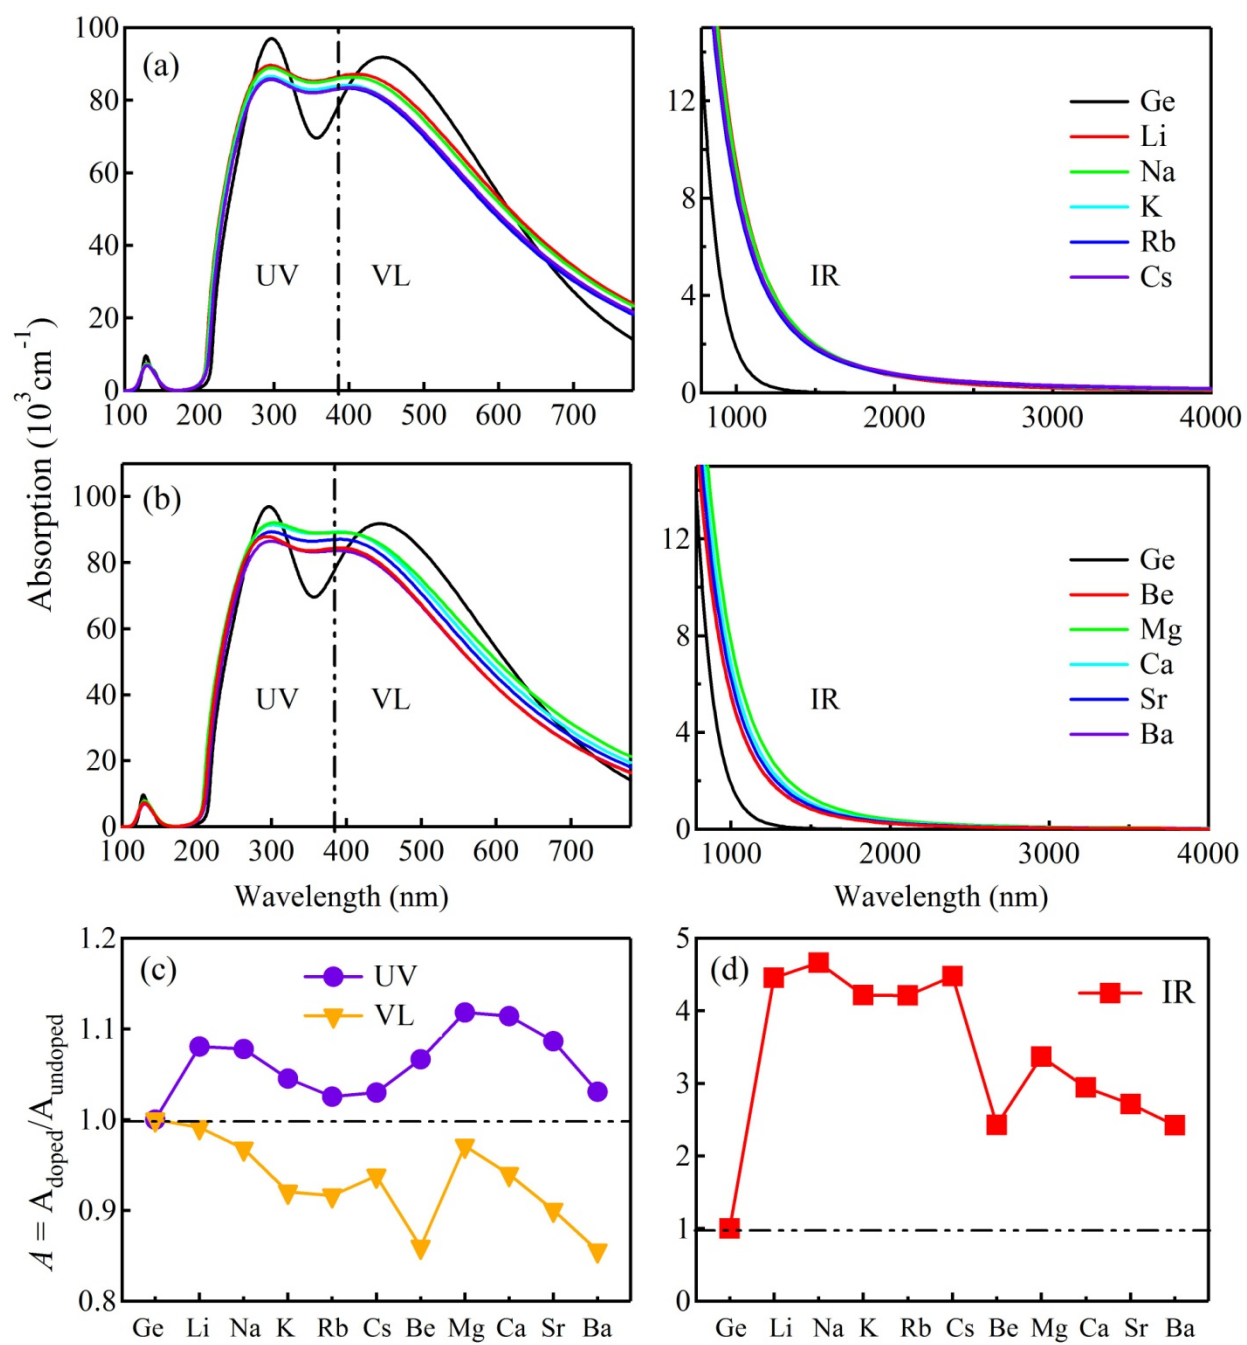 100
80
60
40
20
0
(a)
UV
VL
100 200 300 400 500 600 700
12
8
4
0
IR
Ge
Li
Na
K
Rb
Cs
1000 2000 3000 4000
Absorption (10³ cm⁻¹)
100
80
60
40
20
0
(b)
UV
VL
100 200 300 400 500 600 700
Wavelength (nm)
12
8
4
0
IR
Ge
Be
Mg
Ca
Sr
Ba
1000 2000 3000 4000
Wavelength (nm)
A = A_doped/A_undoped
1.2
1.1
1.0
0.9
0.8
(c)
UV
VL
Ge Li Na K Rb Cs Be Mg Ca Sr Ba
5
4
3
2
1
0
(d)
IR
Ge Li Na K Rb Cs Be Mg Ca Sr Ba